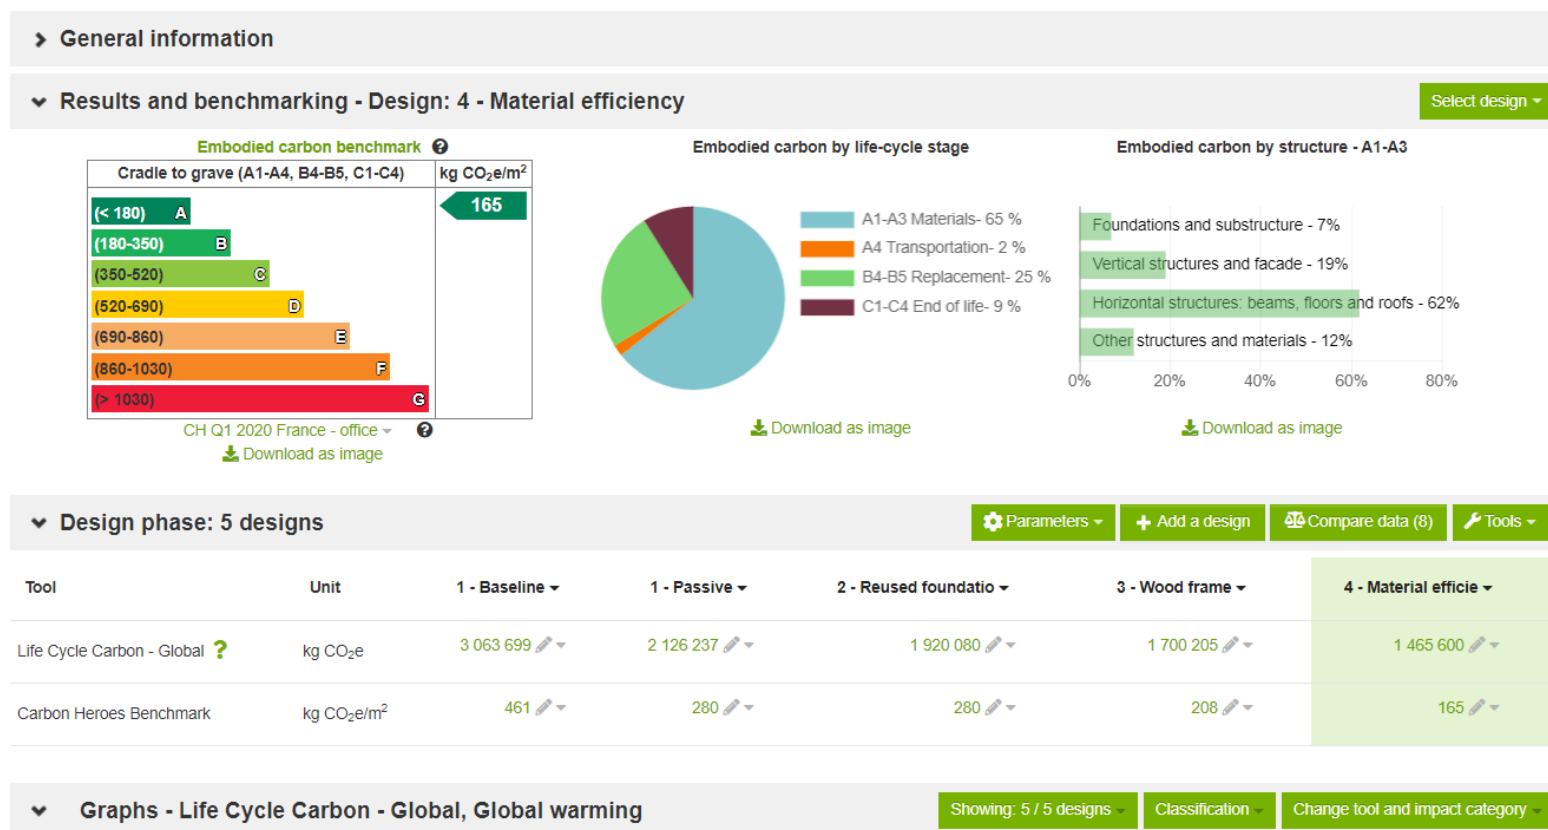 General information
Results and benchmarking - Design: 4 - Material efficiency
Select design
Embodied carbon benchmark ?
Cradle to grave (A1-A4, B4-B5, C1-C4)
kg CO₂e/m²
(< 180) A
165
(180-350) B
(350-520) C
(520-690) D
(690-860) E
(860-1030) F
(> 1030) G
CH Q1 2020 France - office ?
Download as image
Embodied carbon by life-cycle stage
A1-A3 Materials- 65 %
A4 Transportation- 2 %
B4-B5 Replacement- 25 %
C1-C4 End of life- 9 %
Download as image
Embodied carbon by structure - A1-A3
Foundations and substructure - 7%
Vertical structures and facade - 19%
Horizontal structures: beams, floors and roofs - 62%
Other structures and materials - 12%
0% 20% 40% 60% 80%
Download as image
Design phase: 5 designs
Parameters
Add a design
Compare data (8)
Tools
Tool Unit 1 - Baseline 1 - Passive 2 - Reused foundatio 3 - Wood frame 4 - Material efficie
Life Cycle Carbon - Global ? kg CO₂e 3 063 699 2 126 237 1 920 080 1 700 205 1 465 600
Carbon Heroes Benchmark kg CO₂e/m² 461 280 280 208 165
Graphs - Life Cycle Carbon - Global, Global warming
Showing: 5 / 5 designs
Classification
Change tool and impact category